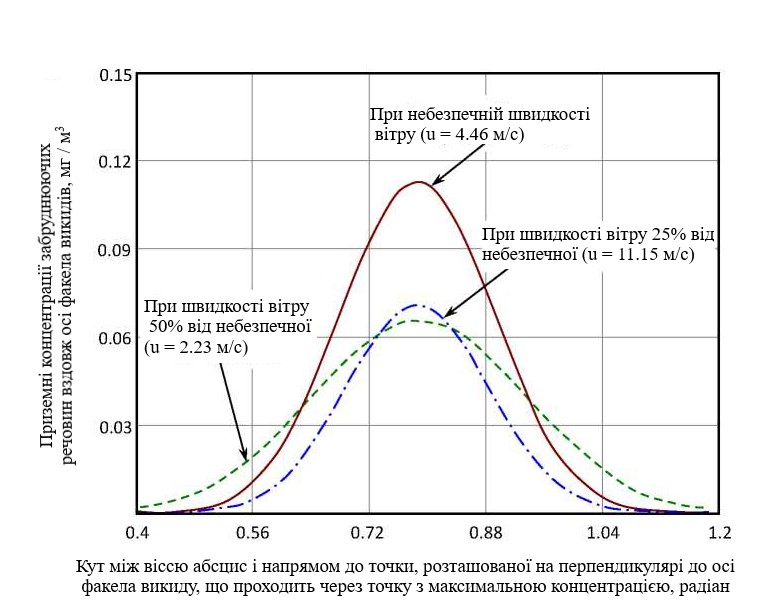 Приземні концентрації забруднюючих
речовин вздовж осі факела викидів, мг / м³
0.15
0.12
0.09
0.06
0.03
При небезпечній швидкості
вітру (u = 4.46 м/с)
При швидкості вітру 25% від
небезпечної (u = 11.15 м/с)
При швидкості вітру
50% від небезпечної
(u = 2.23 м/с)
0.4 0.56 0.72 0.88 1.04 1.2
Кут між віссю абсцис і напрямом до точки, розташованої на перпендикулярі до осі
факела викиду, що проходить через точку з максимальною концентрацією, радіан